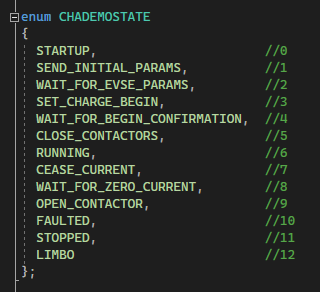 enum CHADEMOSTATE
{
STARTUP, //0
SEND_INITIAL_PARAMS, //1
WAIT_FOR_EVSE_PARAMS, //2
SET_CHARGE_BEGIN, //3
WAIT_FOR_BEGIN_CONFIRMATION, //4
CLOSE_CONTACTORS, //5
RUNNING, //6
CEASE_CURRENT, //7
WAIT_FOR_ZERO_CURRENT, //8
OPEN_CONTACTOR, //9
FAULTED, //10
STOPPED, //11
LIMBO //12
};